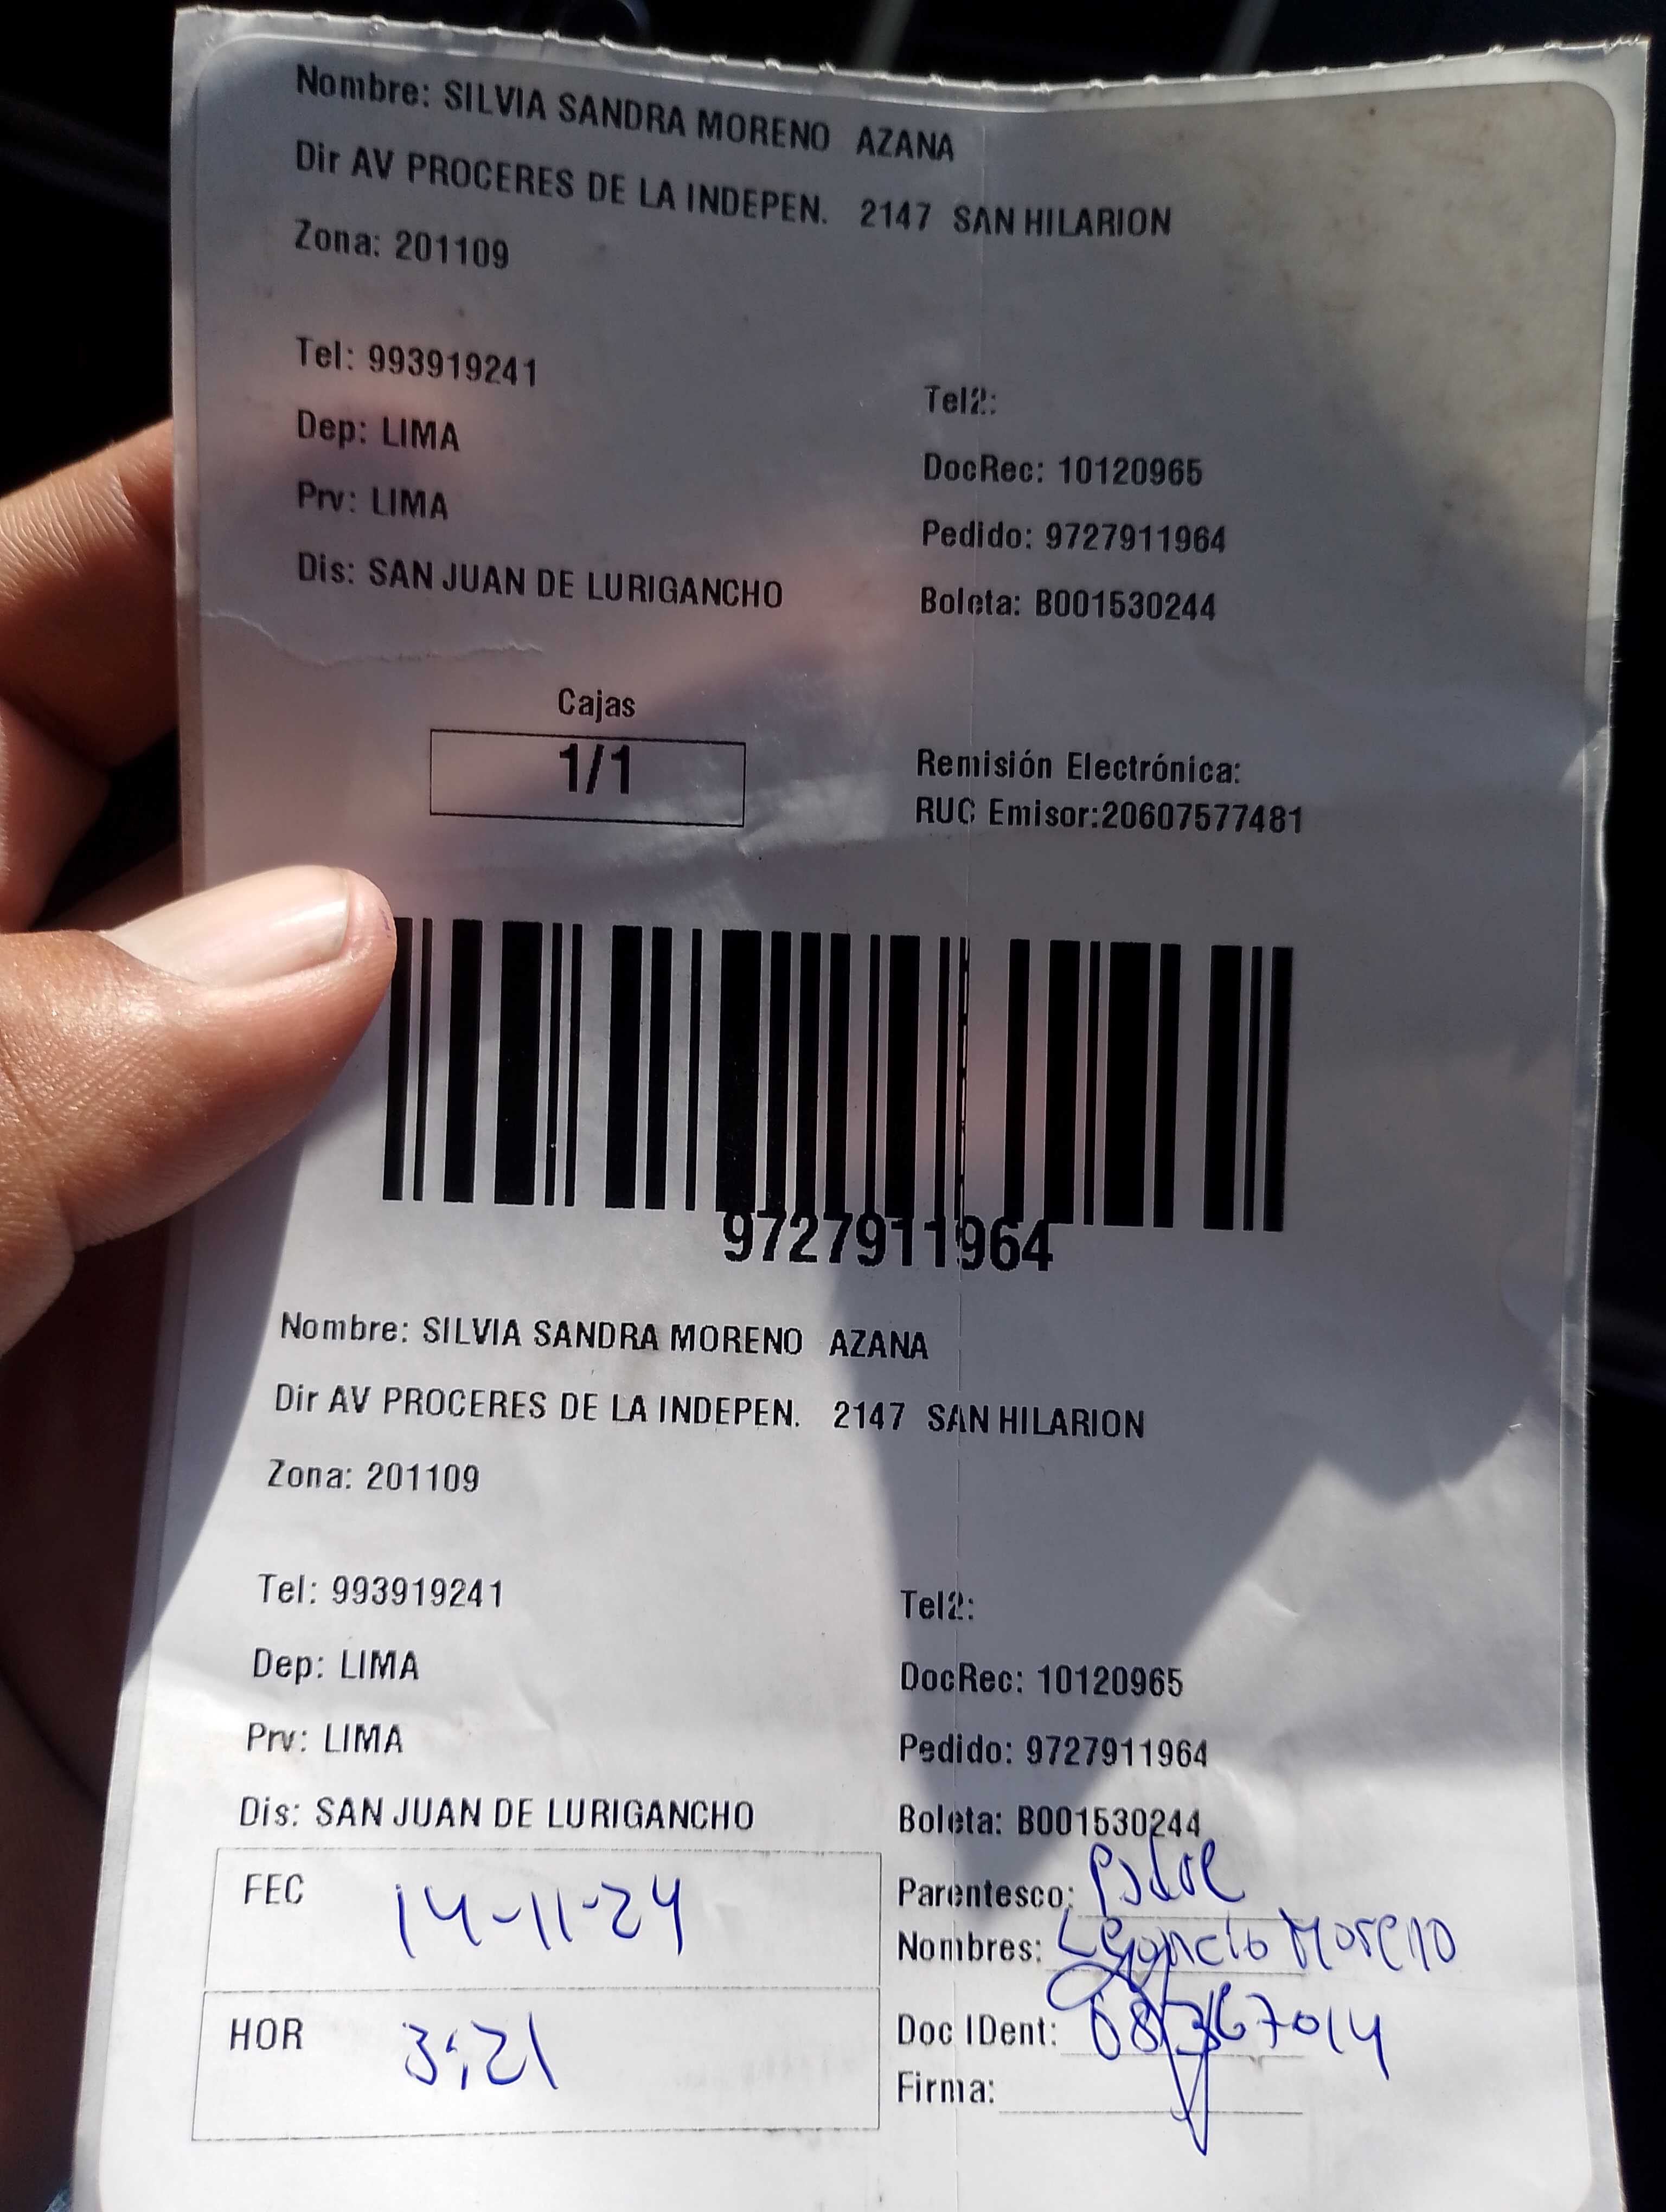 Nombre: SILVIA SANDRA MORENO AZANA
Dir AV PROCERES DE LA INDEPEN. 2147 SAN HILARION
Zona: 201109
Tel: 993919241
Tel2:
Dep: LIMA
DocRec: 10120965
Prv: LIMA
Pedido: 9727911964
Dis: SAN JUAN DE LURIGANCHO
Boleta: B001530244
Cajas
1/1
Remisión Electrónica:
RUC Emisor:20607577481
9727911964
Nombre: SILVIA SANDRA MORENO AZANA
Dir AV PROCERES DE LA INDEPEN. 2147 SAN HILARION
Zona: 201109
Tel: 993919241
Tel2:
Dep: LIMA
DocRec: 10120965
Prv: LIMA
Pedido: 9727911964
Dis: SAN JUAN DE LURIGANCHO
Boleta: B001530244
FEC 14-11-24
Parentesco: Padre
Nombres: Moreno
HOR 3:21
Doc IDent:
Firma: